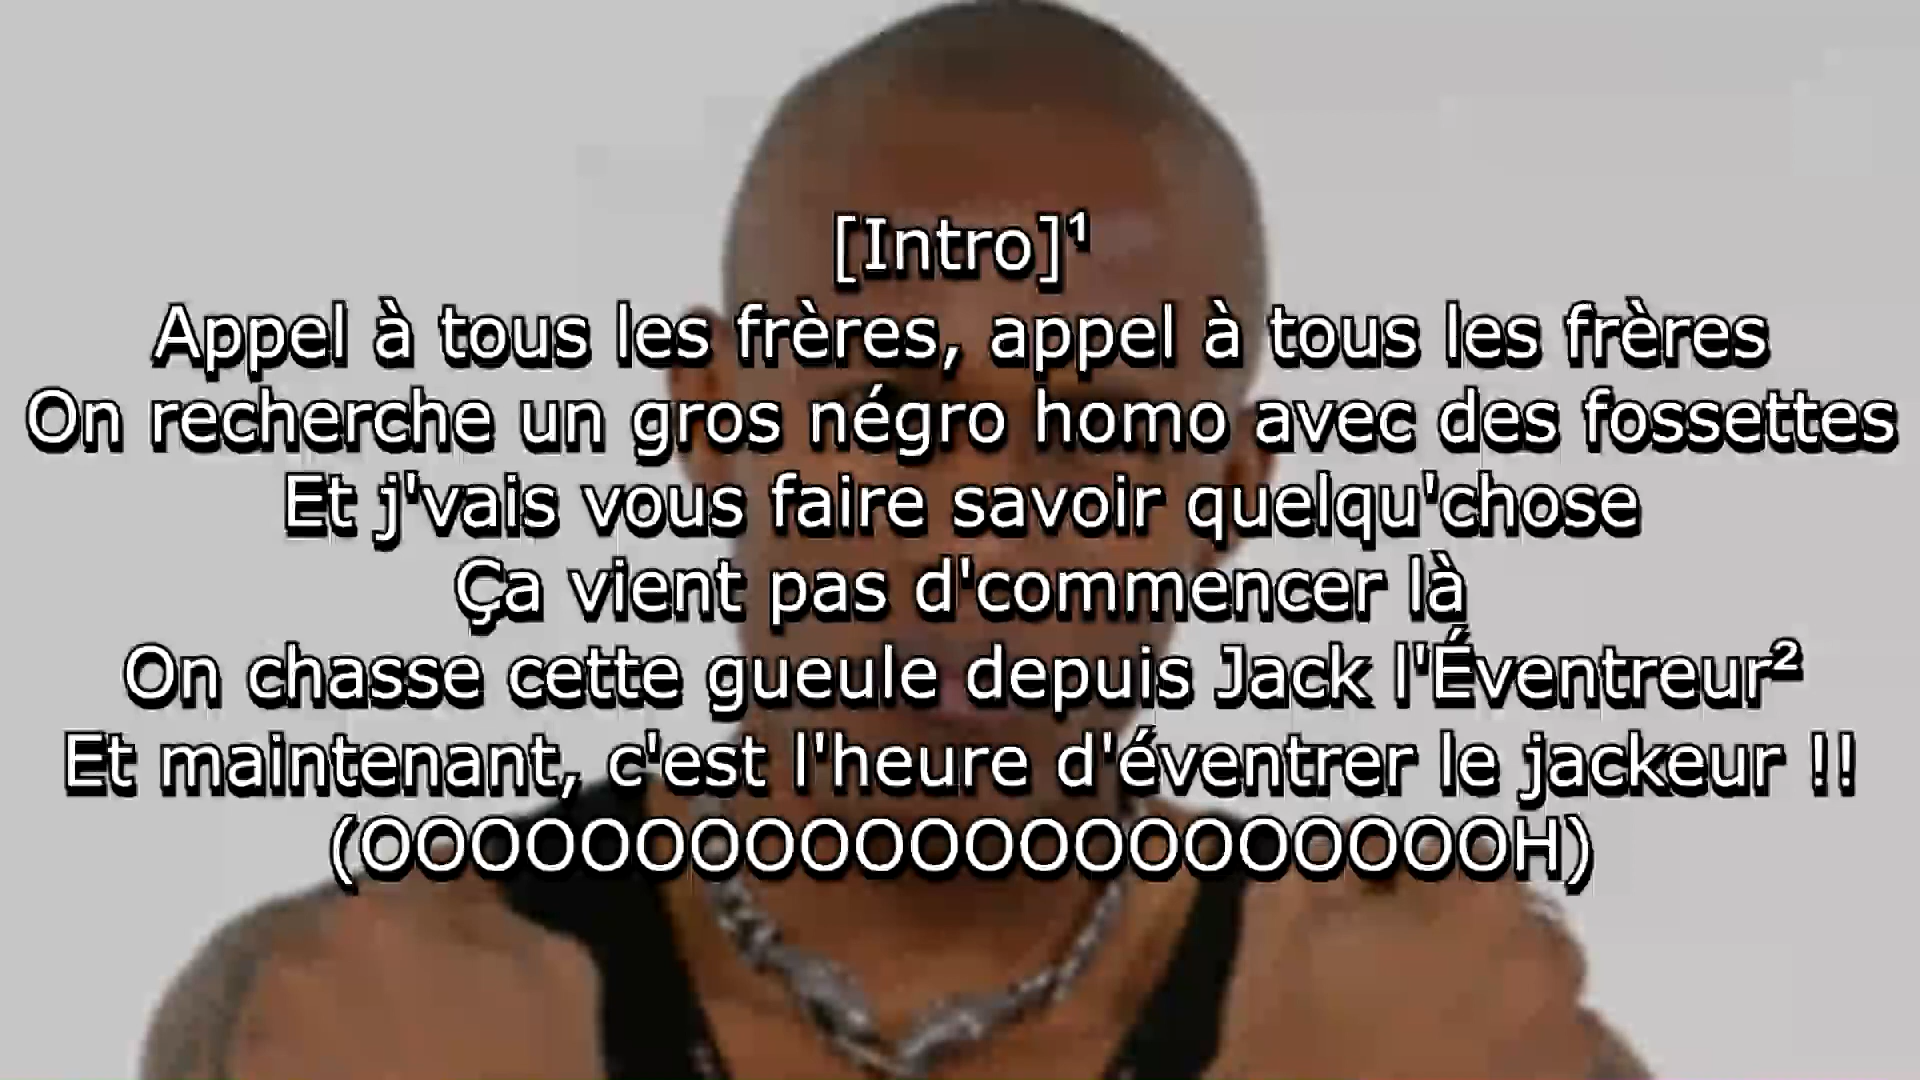 [Intro]¹
Appel à tous les frères, appel à tous les frères
On recherche un gros négro homo avec des fossettes
Et j'vais vous faire savoir quelqu'chose
Ça vient pas d'commencer là
On chasse cette gueule depuis Jack l'Éventreur²
Et maintenant, c'est l'heure d'éventrer le jackeur !!
(OOOOOOOOOOOOOOOOOOOOOH)